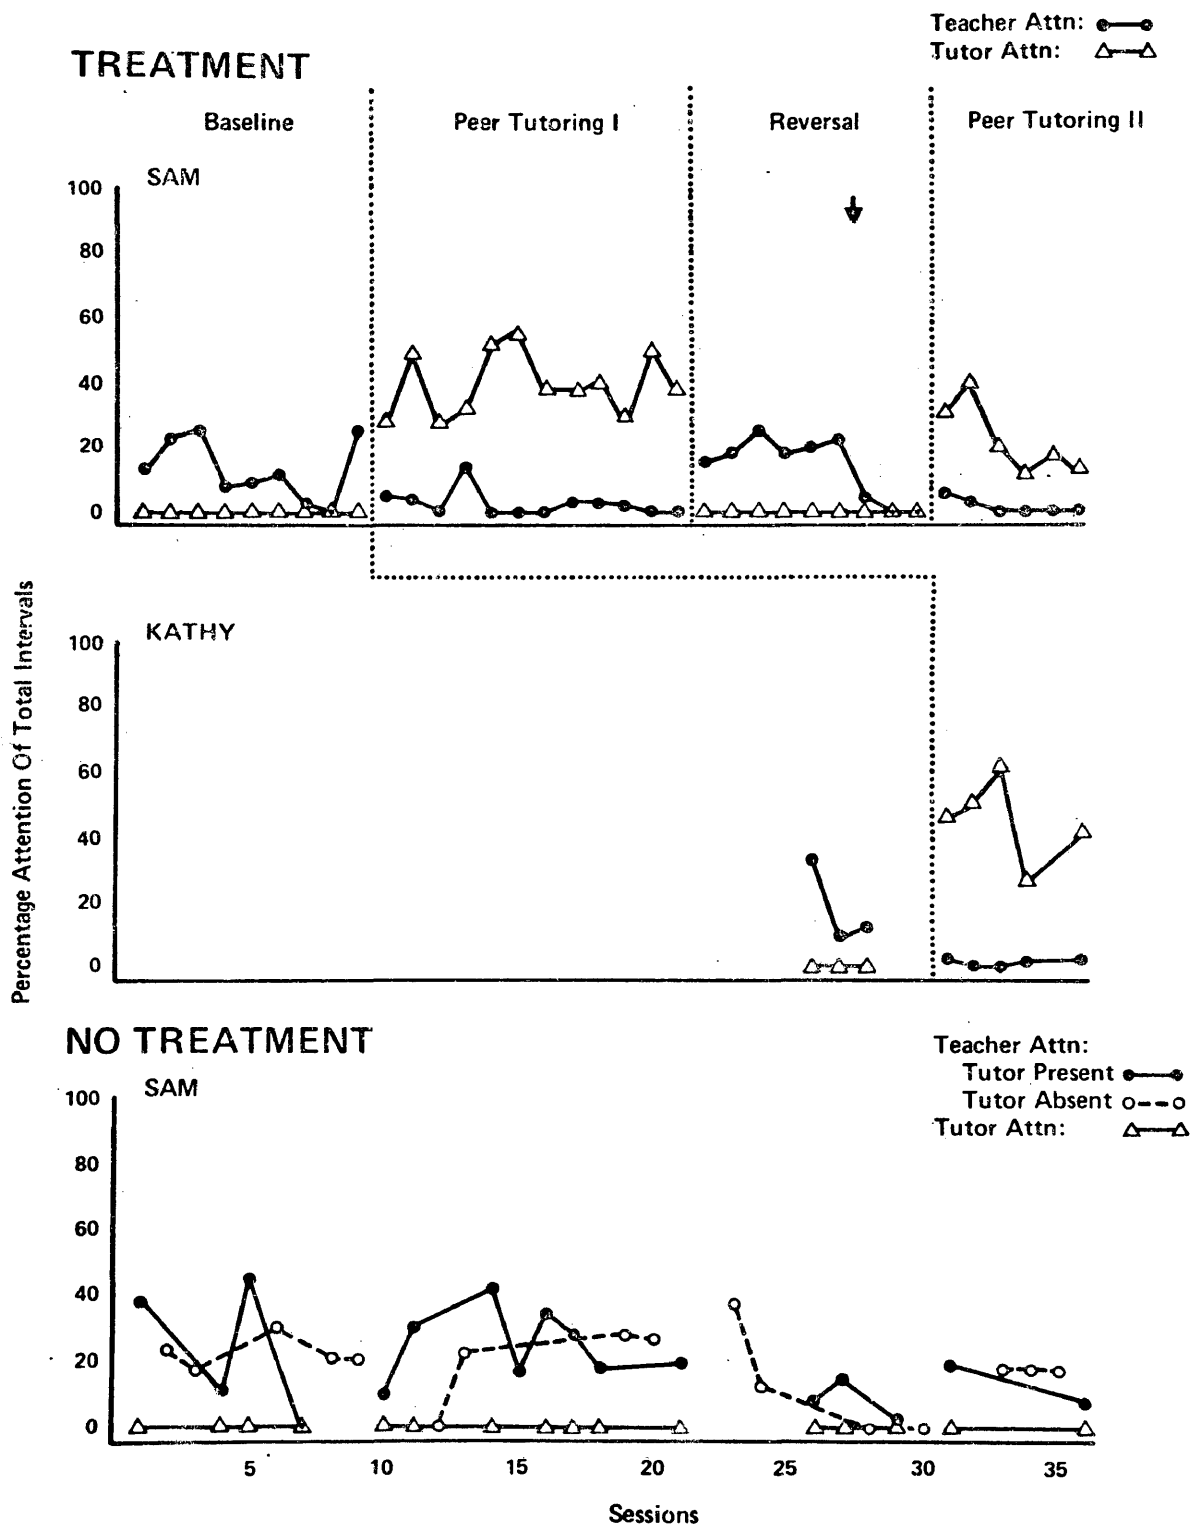 Teacher Attn:
Tutor Attn:
TREATMENT
Baseline Peer Tutoring I Reversal Peer Tutoring II
SAM
100
80
60
40
20
0
KATHY
100
80
60
40
20
0
Percentage Attention Of Total Intervals
NO TREATMENT
Teacher Attn:
Tutor Present
Tutor Absent
Tutor Attn:
SAM
100
80
60
40
20
0
5 10 15 20 25 30 35
Sessions